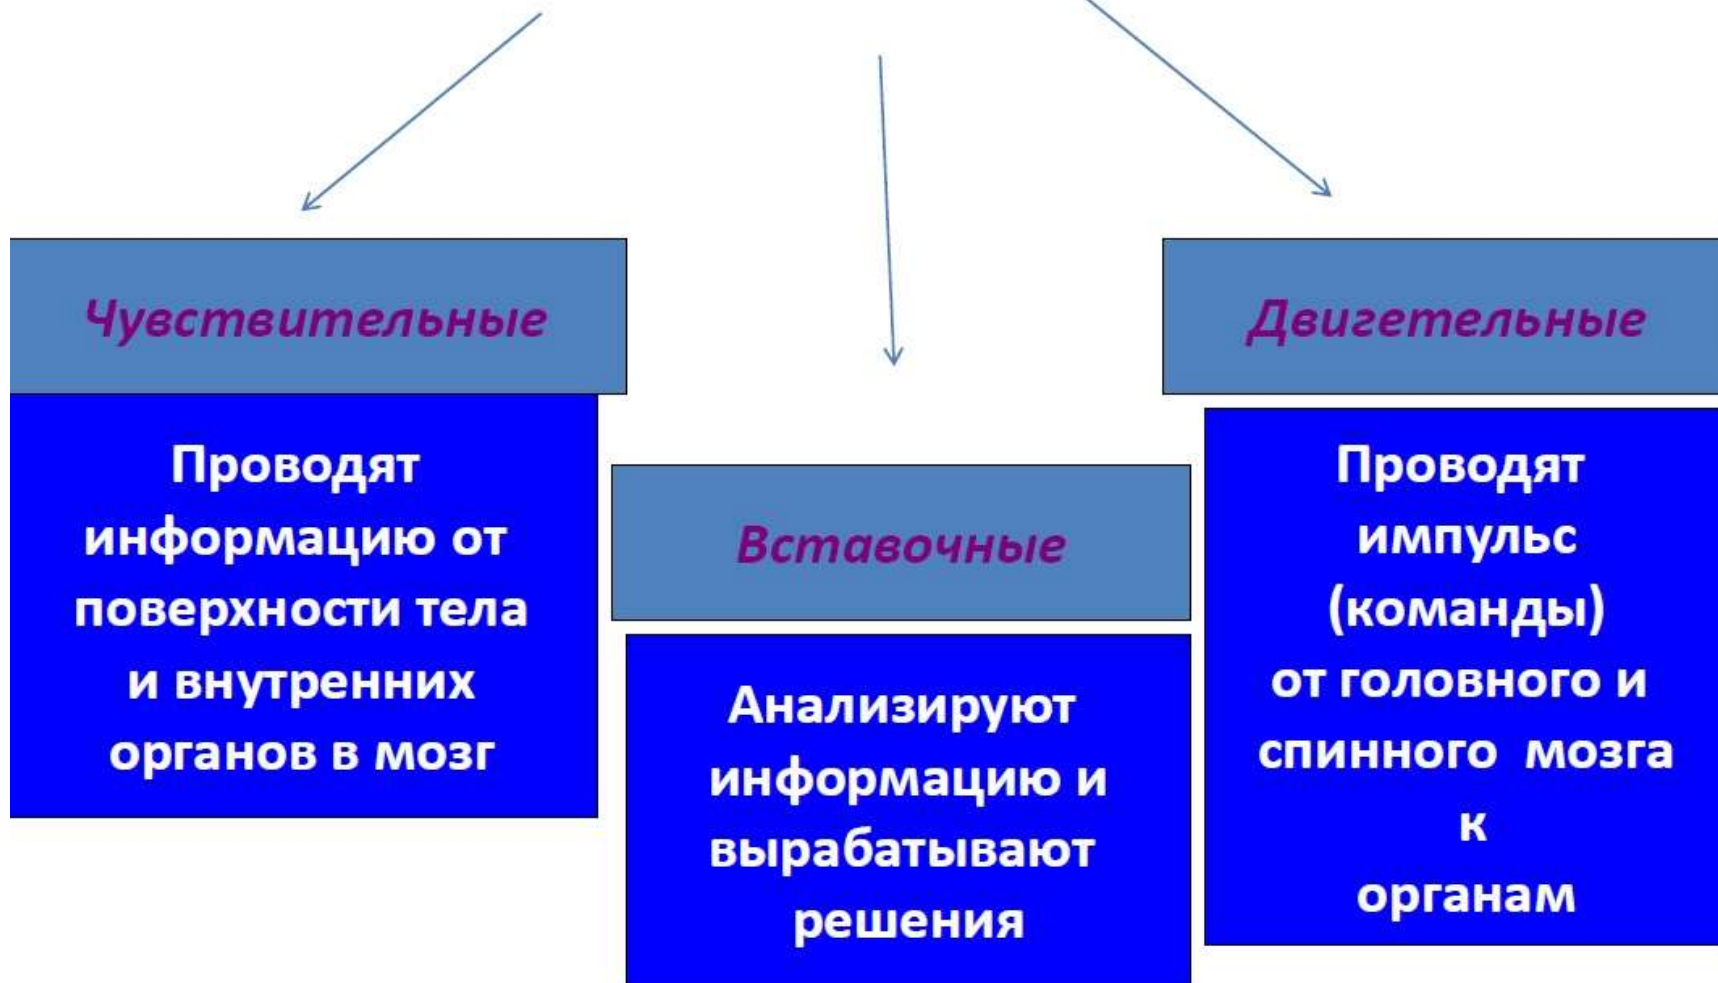 Чувствительные
Проводят
информацию от
поверхности тела
и внутренних
органов в мозг
Вставочные
Анализируют
информацию и
вырабатывают
решения
Двигетельные
Проводят
импульс
(команды)
от головного и
спинного мозга
к
органам